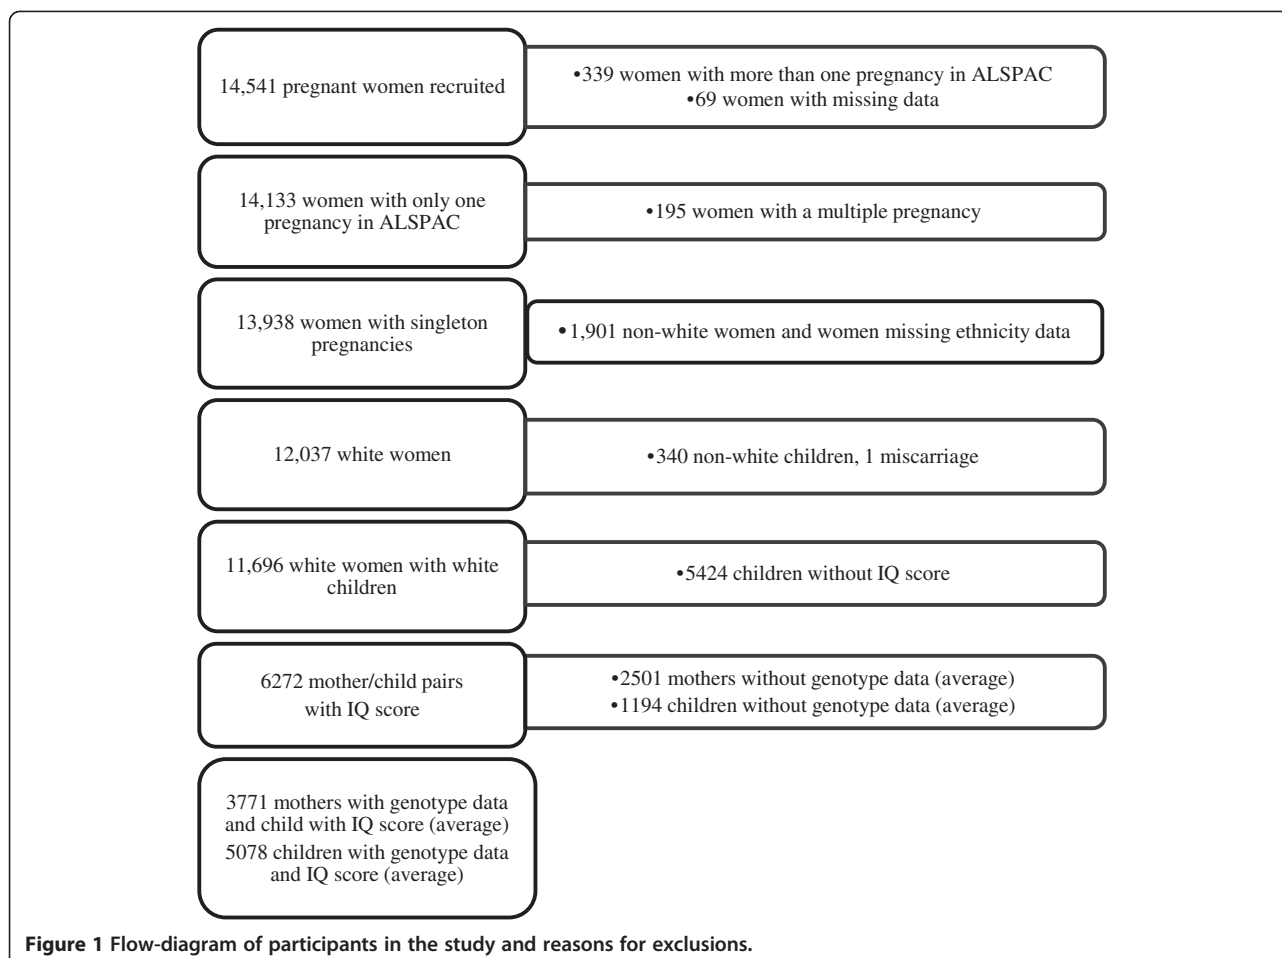 14,541 pregnant women recruited
•339 women with more than one pregnancy in ALSPAC
•69 women with missing data
14,133 women with only one
pregnancy in ALSPAC
•195 women with a multiple pregnancy
13,938 women with singleton
pregnancies
•1,901 non-white women and women missing ethnicity data
12,037 white women
•340 non-white children, 1 miscarriage
11,696 white women with white
children
•5424 children without IQ score
6272 mother/child pairs
with IQ score
•2501 mothers without genotype data (average)
•1194 children without genotype data (average)
3771 mothers with genotype data
and child with IQ score (average)
5078 children with genotype data
and IQ score (average)
Figure 1 Flow-diagram of participants in the study and reasons for exclusions.